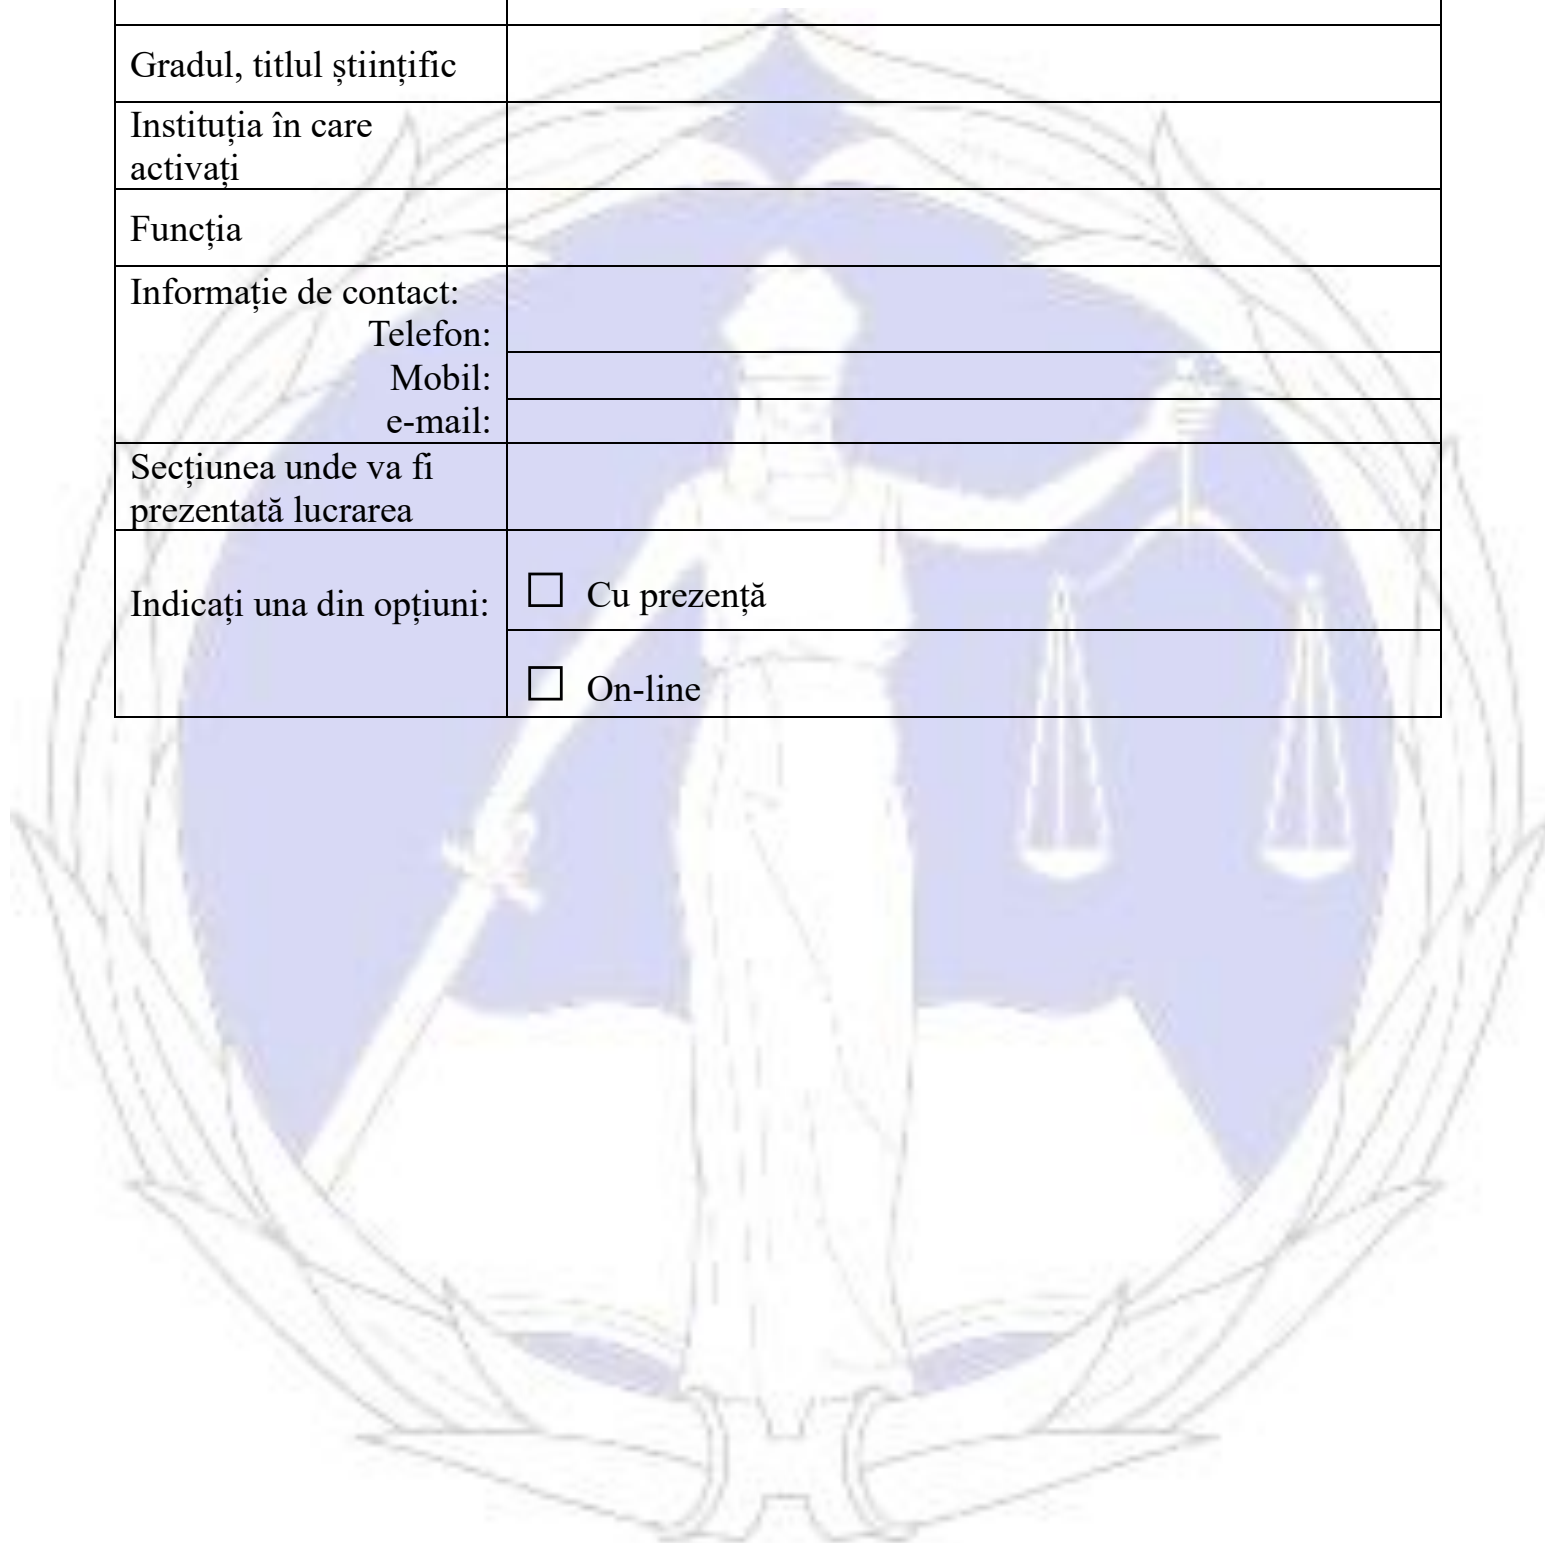 Gradul, titlul științific
Instituția în care
activați
Funcția
Informație de contact:
Telefon:
Mobil:
e-mail:
Secțiunea unde va fi
prezentată lucrarea
Indicați una din opțiuni:
☐ Cu prezență
☐ On-line